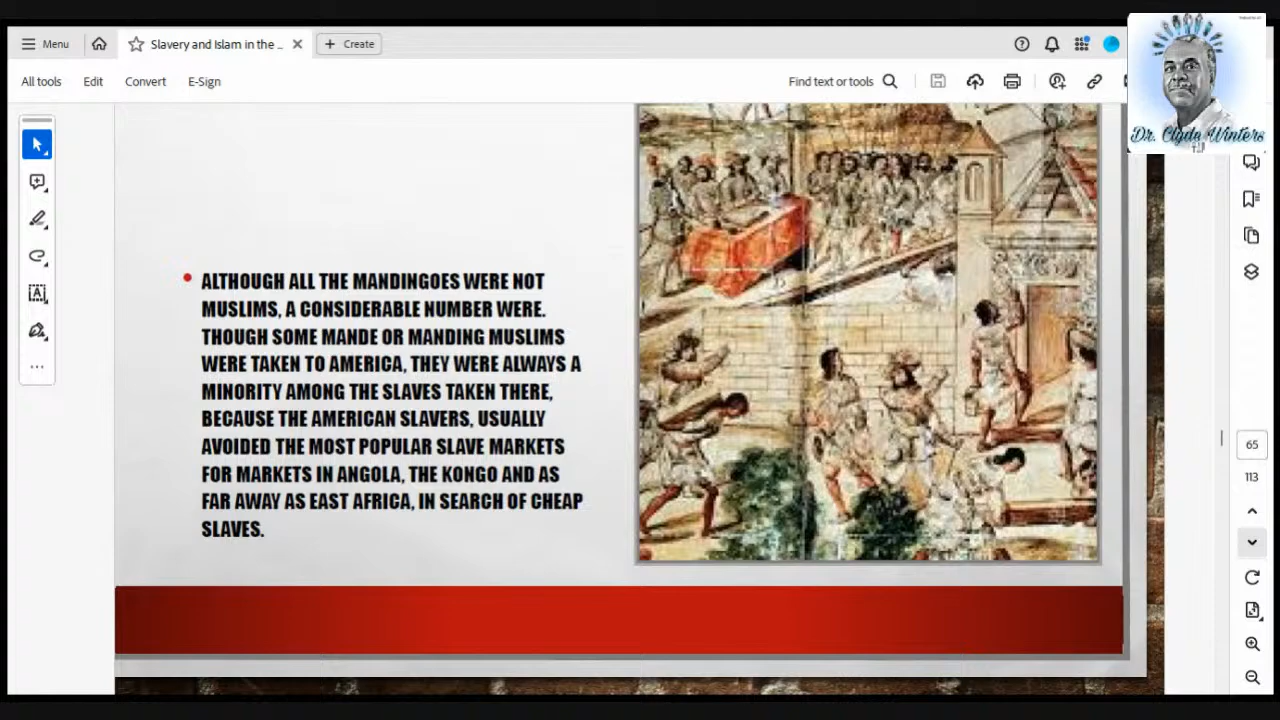 Menu
Slavery and Islam in the ...
Create
All tools
Edit
Convert
E-Sign
Find text or tools
Dr. Clyde Winters
ALTHOUGH ALL THE MANDINGOES WERE NOT
MUSLIMS, A CONSIDERABLE NUMBER WERE.
THOUGH SOME MANDE OR MANDING MUSLIMS
WERE TAKEN TO AMERICA, THEY WERE ALWAYS A
MINORITY AMONG THE SLAVES TAKEN THERE,
BECAUSE THE AMERICAN SLAVERS, USUALLY
AVOIDED THE MOST POPULAR SLAVE MARKETS
FOR MARKETS IN ANGOLA, THE KONGO AND AS
FAR AWAY AS EAST AFRICA, IN SEARCH OF CHEAP
SLAVES.
65
113